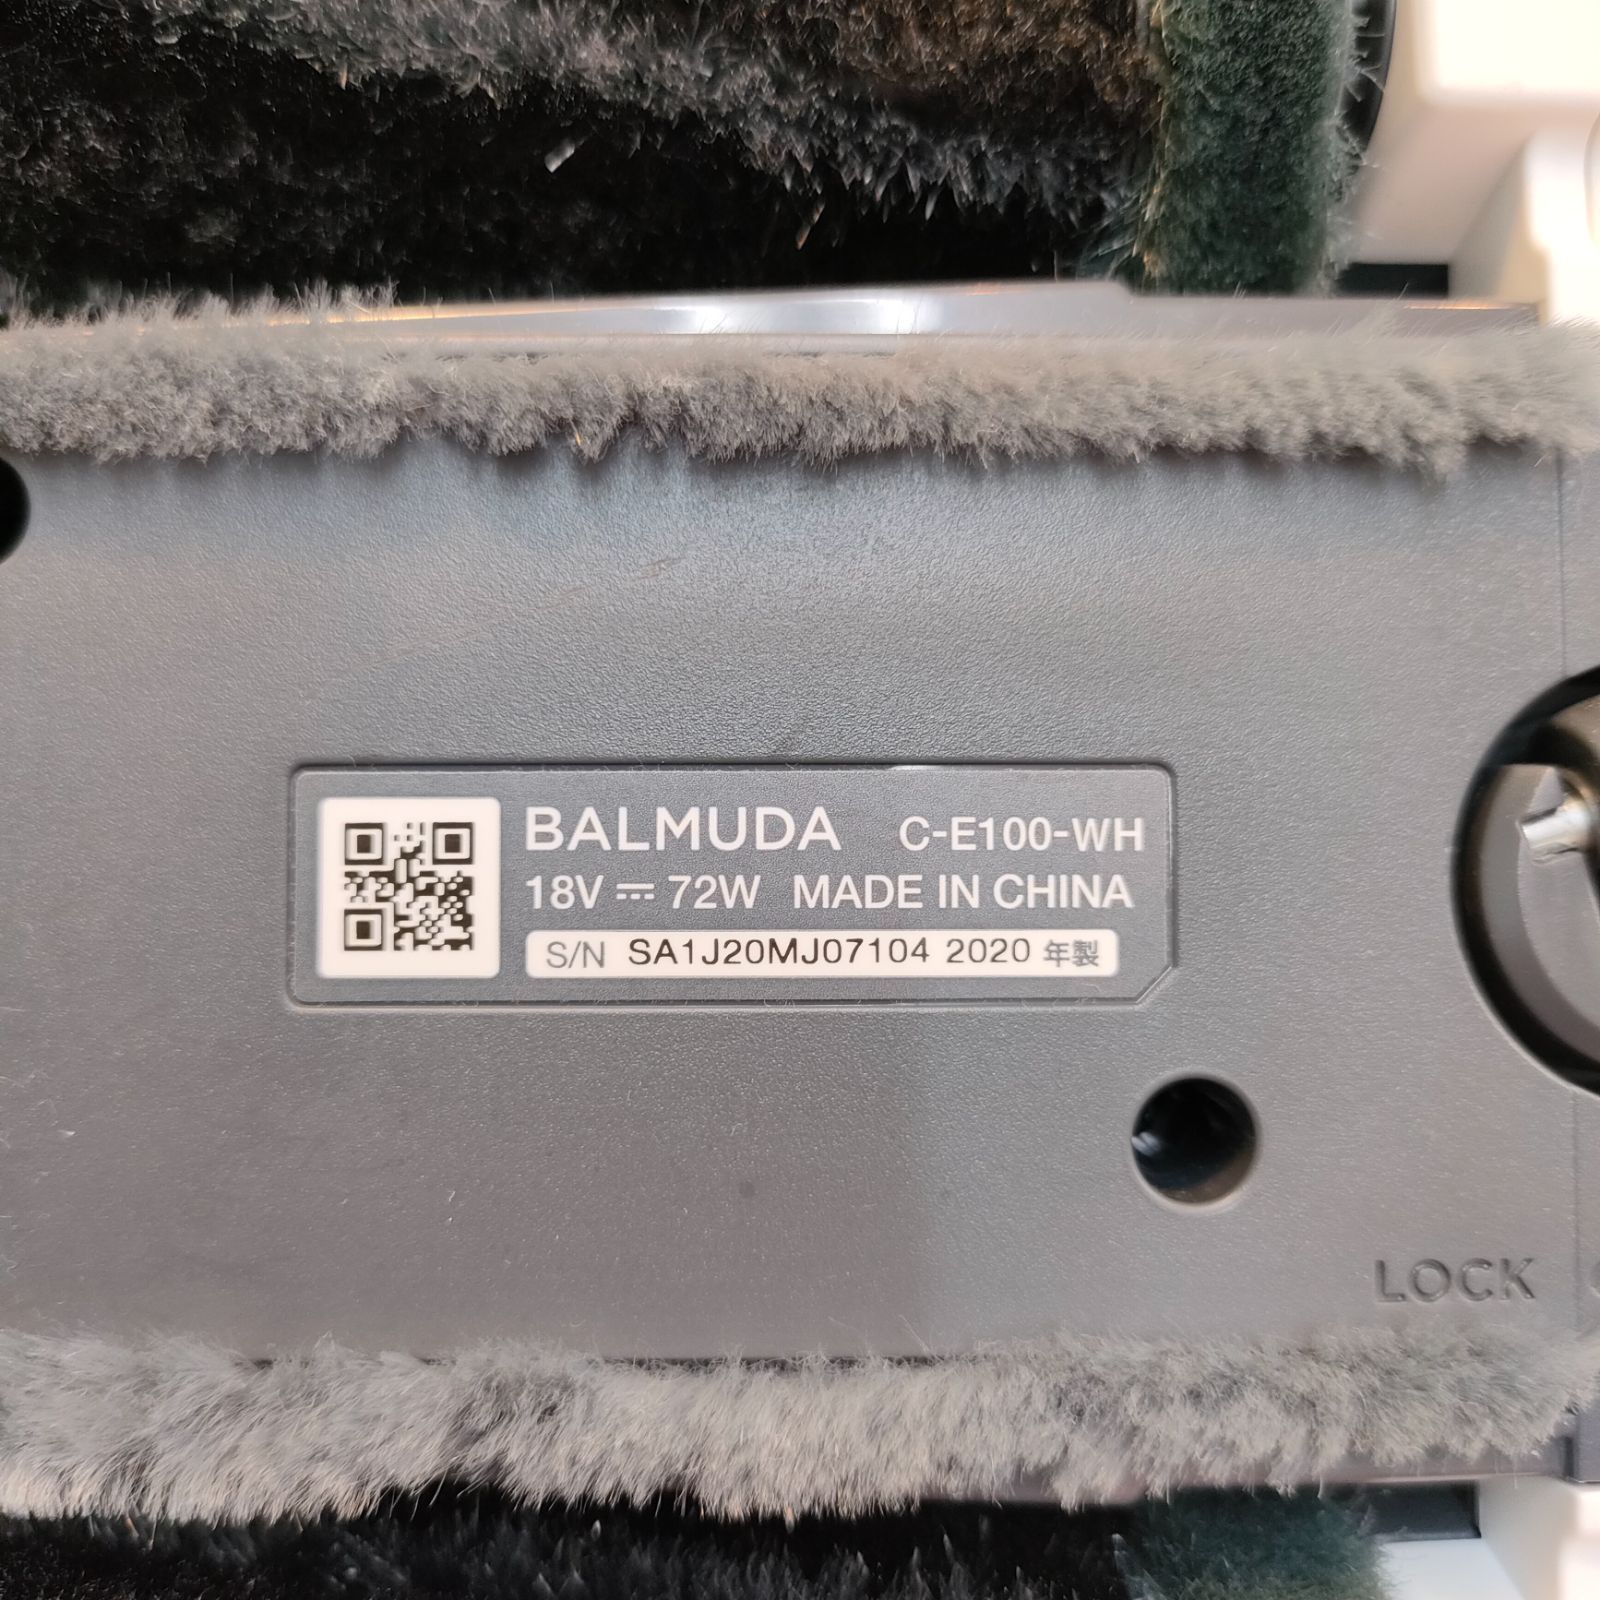 BALMUDA C-E100-WH
18V ⎓ 72W MADE IN CHINA
S/N SA1J20MJ07104 2020 年製
LOCK